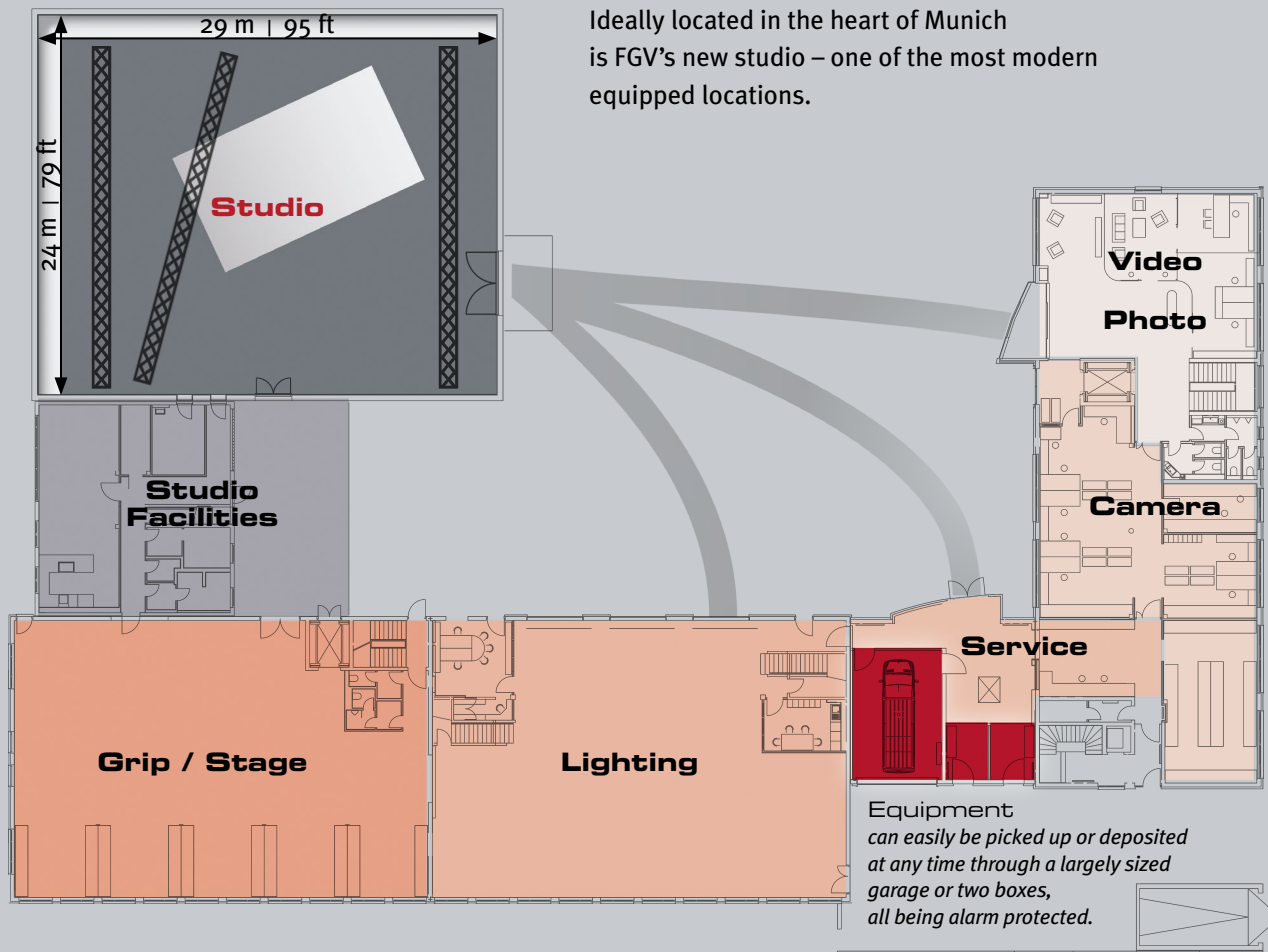 29 m | 95 ft
24 m | 79 ft
Studio
Ideally located in the heart of Munich
is FGV's new studio – one of the most modern
equipped locations.
Video
Photo
Studio
Facilities
Camera
Service
Grip / Stage
Lighting
Equipment
can easily be picked up or deposited
at any time through a largely sized
garage or two boxes,
all being alarm protected.